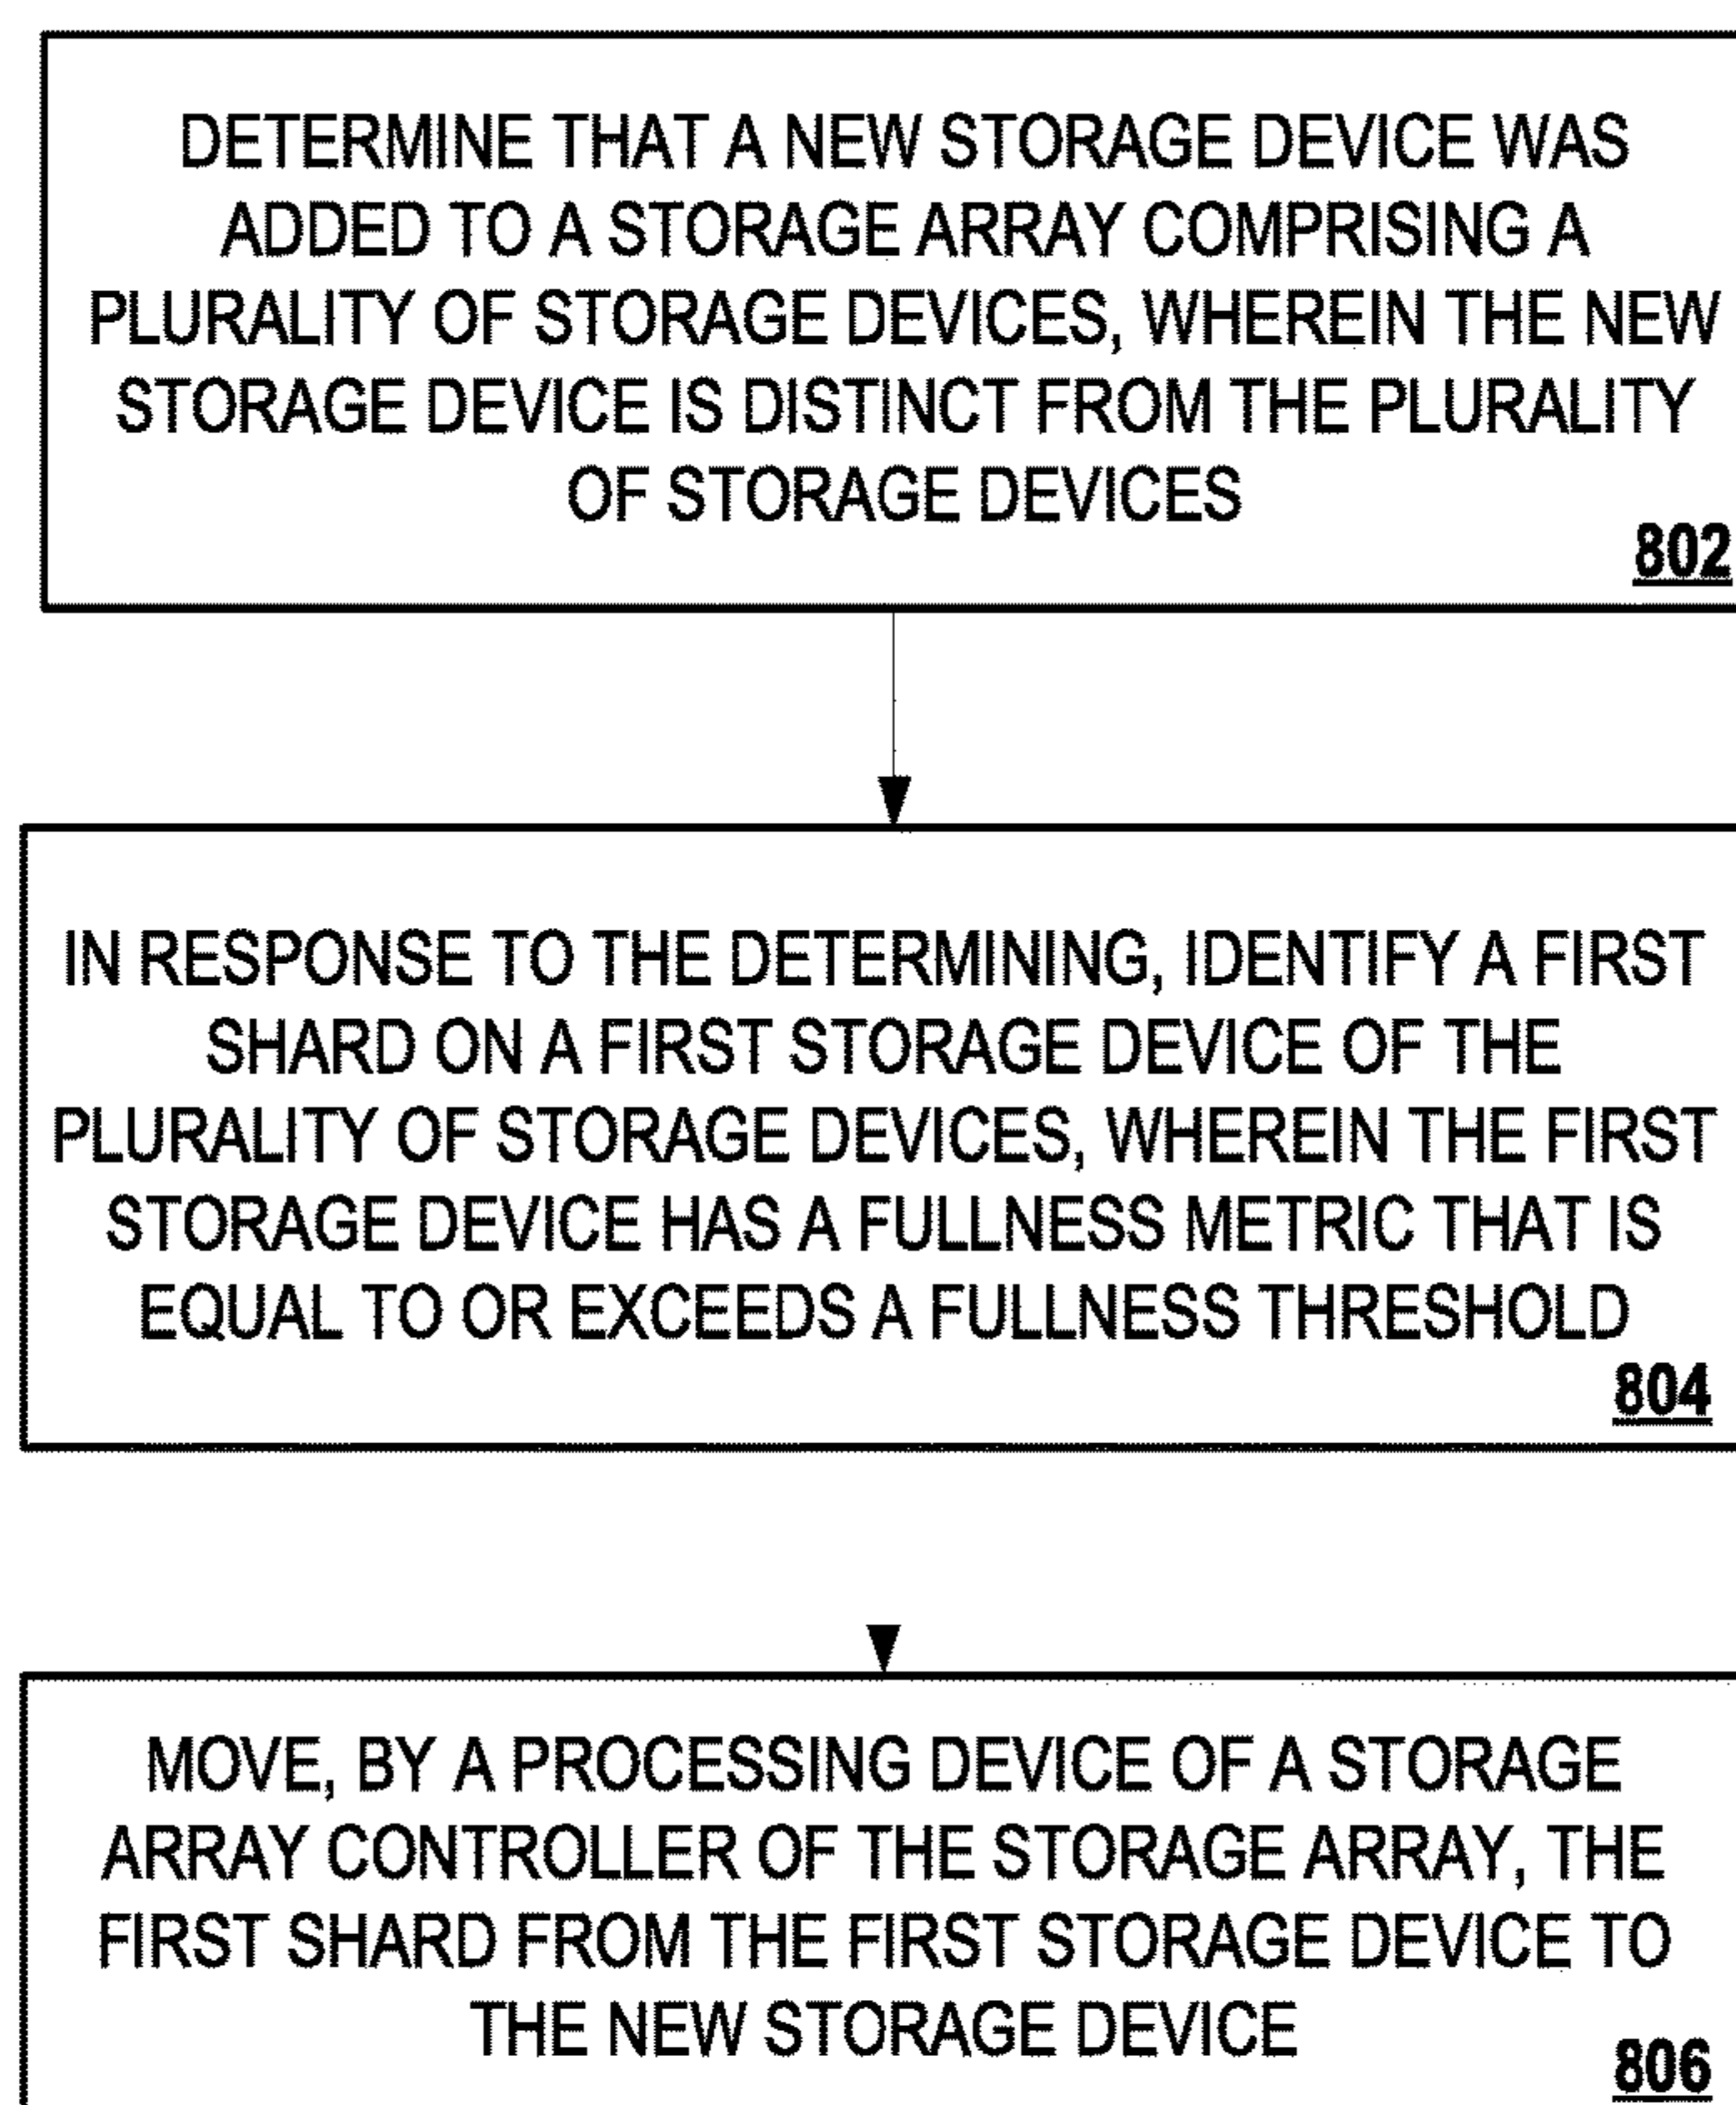 DETERMINE THAT A NEW STORAGE DEVICE WAS
ADDED TO A STORAGE ARRAY COMPRISING A
PLURALITY OF STORAGE DEVICES, WHEREIN THE NEW
STORAGE DEVICE IS DISTINCT FROM THE PLURALITY
OF STORAGE DEVICES
802
IN RESPONSE TO THE DETERMINING, IDENTIFY A FIRST
SHARD ON A FIRST STORAGE DEVICE OF THE
PLURALITY OF STORAGE DEVICES, WHEREIN THE FIRST
STORAGE DEVICE HAS A FULLNESS METRIC THAT IS
EQUAL TO OR EXCEEDS A FULLNESS THRESHOLD
804
MOVE, BY A PROCESSING DEVICE OF A STORAGE
ARRAY CONTROLLER OF THE STORAGE ARRAY, THE
FIRST SHARD FROM THE FIRST STORAGE DEVICE TO
THE NEW STORAGE DEVICE
806